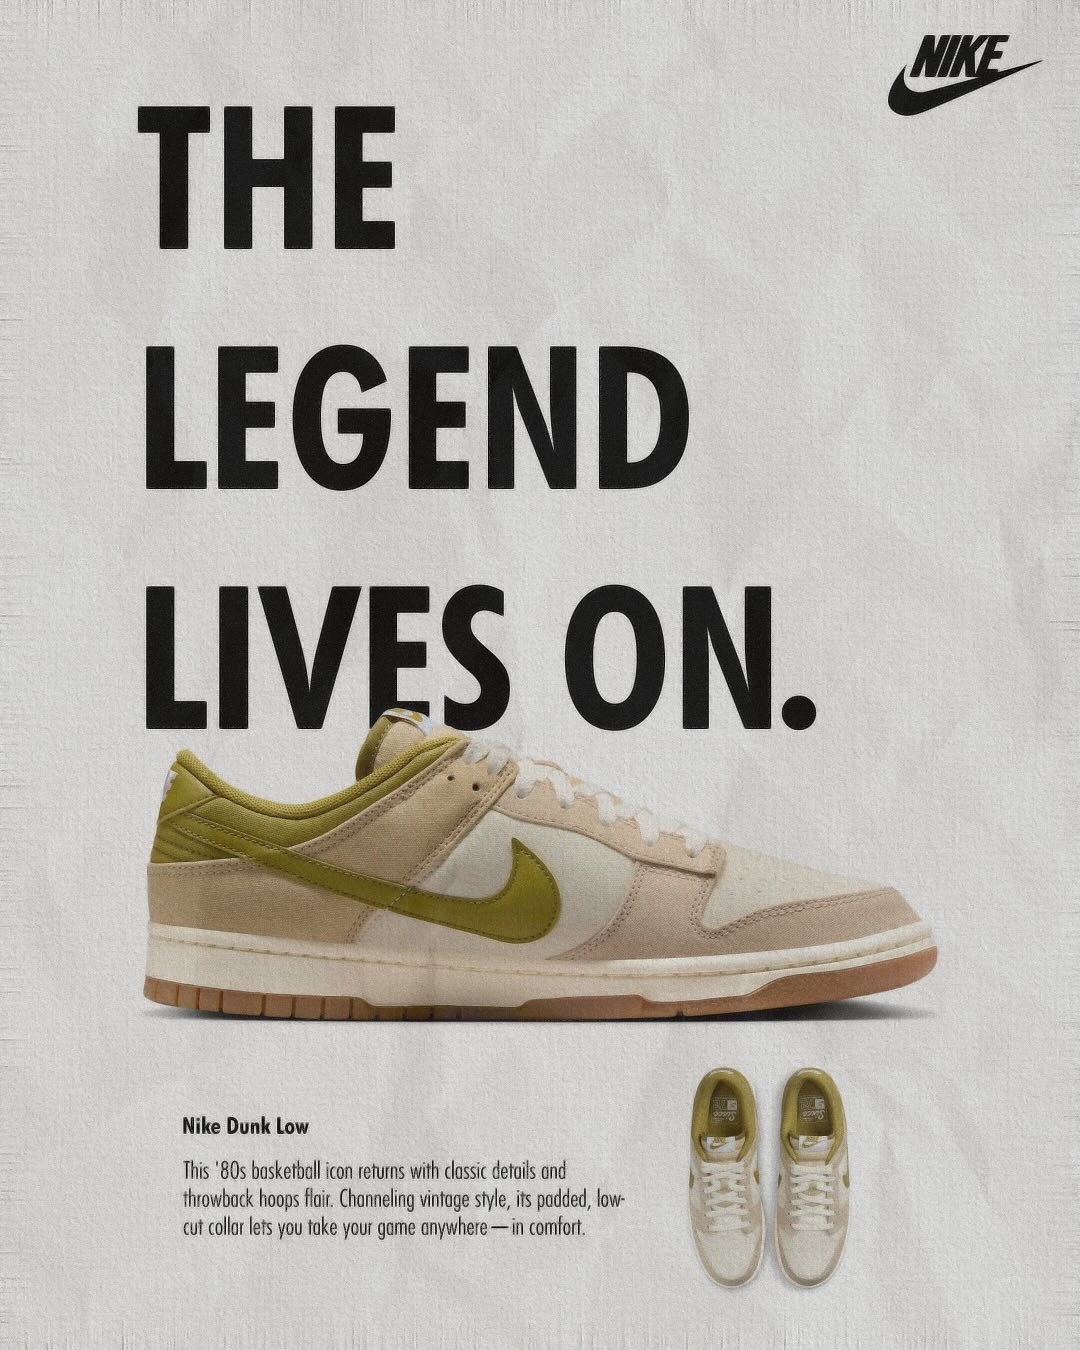 NIKE
THE
LEGEND
LIVES ON.
Nike Dunk Low
This '80s basketball icon returns with classic details and
throwback hoops flair. Channeling vintage style, its padded, low-
cut collar lets you take your game anywhere — in comfort.